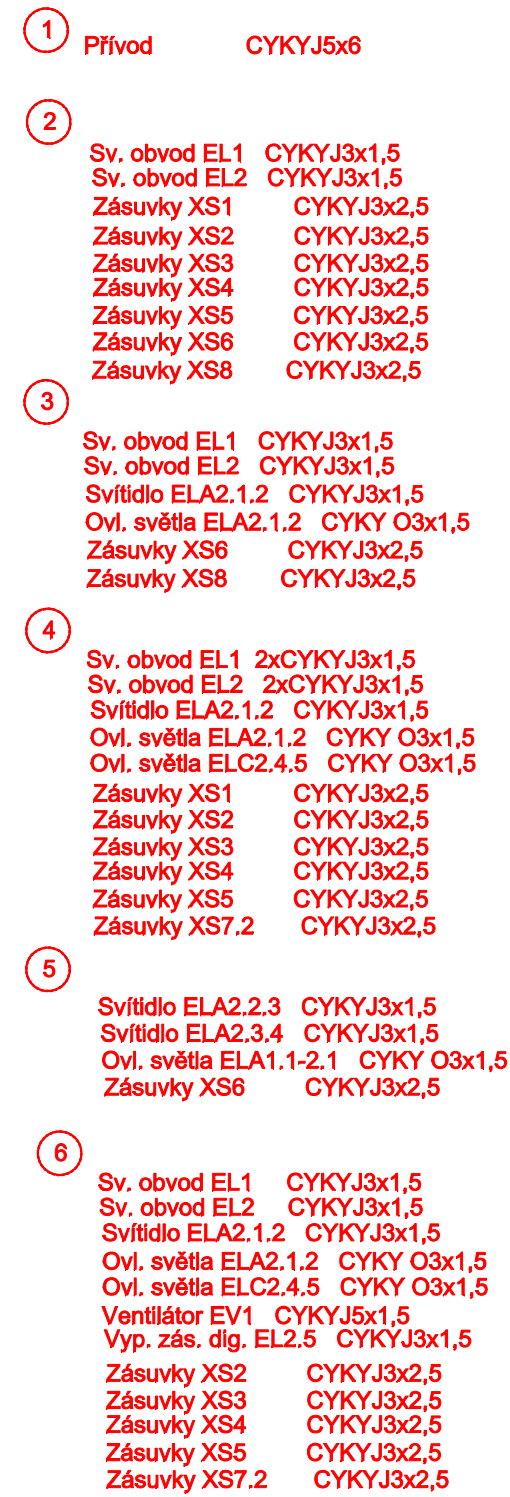 1
Přívod CYKYJ5x6
2
Sv. obvod EL1 CYKYJ3x1,5
Sv. obvod EL2 CYKYJ3x1,5
Zásuvky XS1 CYKYJ3x2,5
Zásuvky XS2 CYKYJ3x2,5
Zásuvky XS3 CYKYJ3x2,5
Zásuvky XS4 CYKYJ3x2,5
Zásuvky XS5 CYKYJ3x2,5
Zásuvky XS6 CYKYJ3x2,5
Zásuvky XS8 CYKYJ3x2,5
3
Sv. obvod EL1 CYKYJ3x1,5
Sv. obvod EL2 CYKYJ3x1,5
Svítidlo ELA2.1.2 CYKYJ3x1,5
Ovl. světla ELA2.1.2 CYKY O3x1,5
Zásuvky XS6 CYKYJ3x2,5
Zásuvky XS8 CYKYJ3x2,5
4
Sv. obvod EL1 2xCYKYJ3x1,5
Sv. obvod EL2 2xCYKYJ3x1,5
Svítidlo ELA2.1.2 CYKYJ3x1,5
Ovl. světla ELA2.1.2 CYKY O3x1,5
Ovl. světla ELC2.4.5 CYKY O3x1,5
Zásuvky XS1 CYKYJ3x2,5
Zásuvky XS2 CYKYJ3x2,5
Zásuvky XS3 CYKYJ3x2,5
Zásuvky XS4 CYKYJ3x2,5
Zásuvky XS5 CYKYJ3x2,5
Zásuvky XS7.2 CYKYJ3x2,5
5
Svítidlo ELA2.2.3 CYKYJ3x1,5
Svítidlo ELA2.3.4 CYKYJ3x1,5
Ovl. světla ELA1.1-2.1 CYKY O3x1,5
Zásuvky XS6 CYKYJ3x2,5
6
Sv. obvod EL1 CYKYJ3x1,5
Sv. obvod EL2 CYKYJ3x1,5
Svítidlo ELA2.1.2 CYKYJ3x1,5
Ovl. světla ELA2.1.2 CYKY O3x1,5
Ovl. světla ELC2.4.5 CYKY O3x1,5
Ventilátor EV1 CYKYJ5x1,5
Vyp. zás. dig. EL2.5 CYKYJ3x1,5
Zásuvky XS2 CYKYJ3x2,5
Zásuvky XS3 CYKYJ3x2,5
Zásuvky XS4 CYKYJ3x2,5
Zásuvky XS5 CYKYJ3x2,5
Zásuvky XS7.2 CYKYJ3x2,5